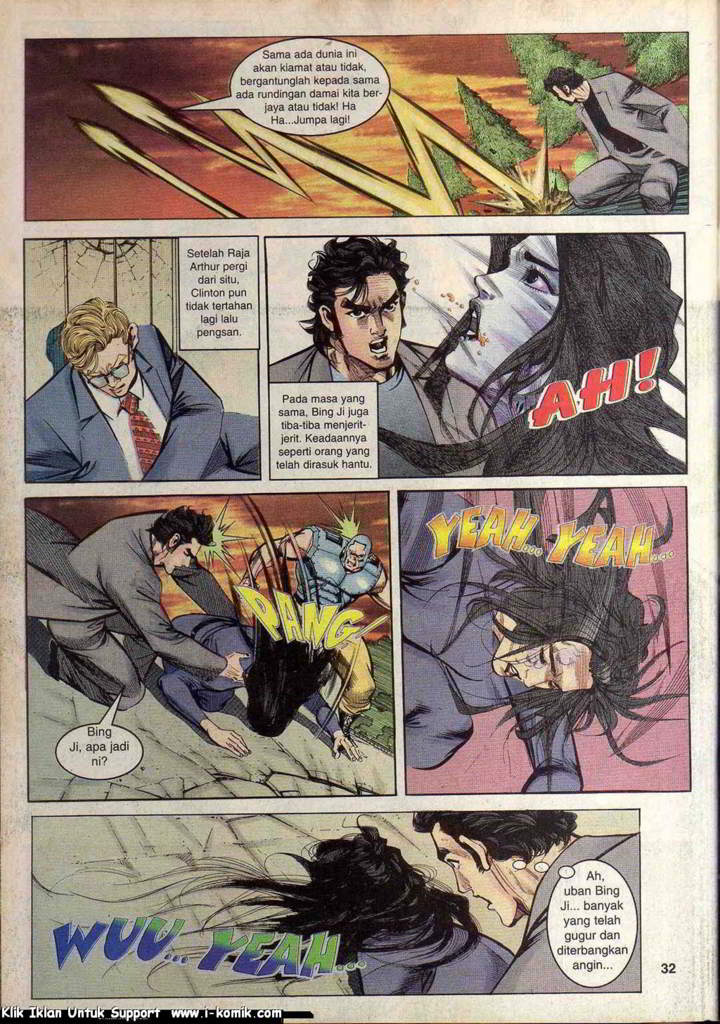 Sama ada dunia ini
akan kiamat atau tidak,
bergantunglah kepada sama
ada rundingan damai kita ber-
jaya atau tidak! Ha
Ha...Jumpa lagi!
Setelah Raja
Arthur pergi
dari situ,
Clinton pun
tidak tertahan
lagi lalu
pengsan.
Pada masa yang
sama, Bing Ji juga
tiba-tiba menjerit-
jerit. Keadaannya
seperti orang yang
telah dirasuk hantu.
AH!
PANG!
Bing
Ji, apa jadi
ni?
YEAH... YEAH...
WUU... YEAH...
Ah,
uban Bing
Ji... banyak
yang telah
gugur dan
diterbangkan
angin...
32
Klik Iklan Untuk Support www.i-komik.com